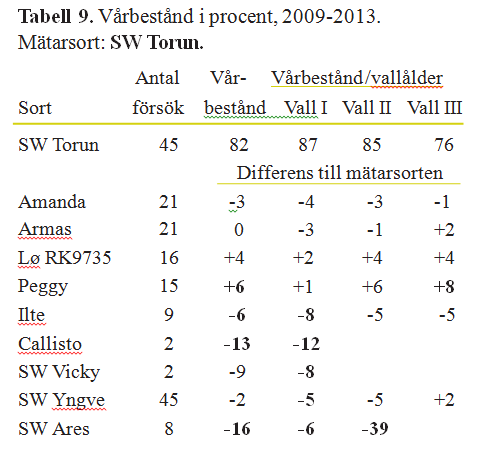 Tabell 9. Vårbestånd i procent, 2009-2013.
Mätarsort: SW Torun.
Antal Vår- Vårbestånd/vallålder
Sort försök bestånd Vall I Vall II Vall III
SW Torun 45 82 87 85 76
Differens till mätarsorten
Amanda 21 -3 -4 -3 -1
Armas 21 0 -3 -1 +2
Lø RK9735 16 +4 +2 +4 +4
Peggy 15 +6 +1 +6 +8
Ilte 9 -6 -8 -5 -5
Callisto 2 -13 -12
SW Vicky 2 -9 -8
SW Yngve 45 -2 -5 -5 +2
SW Ares 8 -16 -6 -39